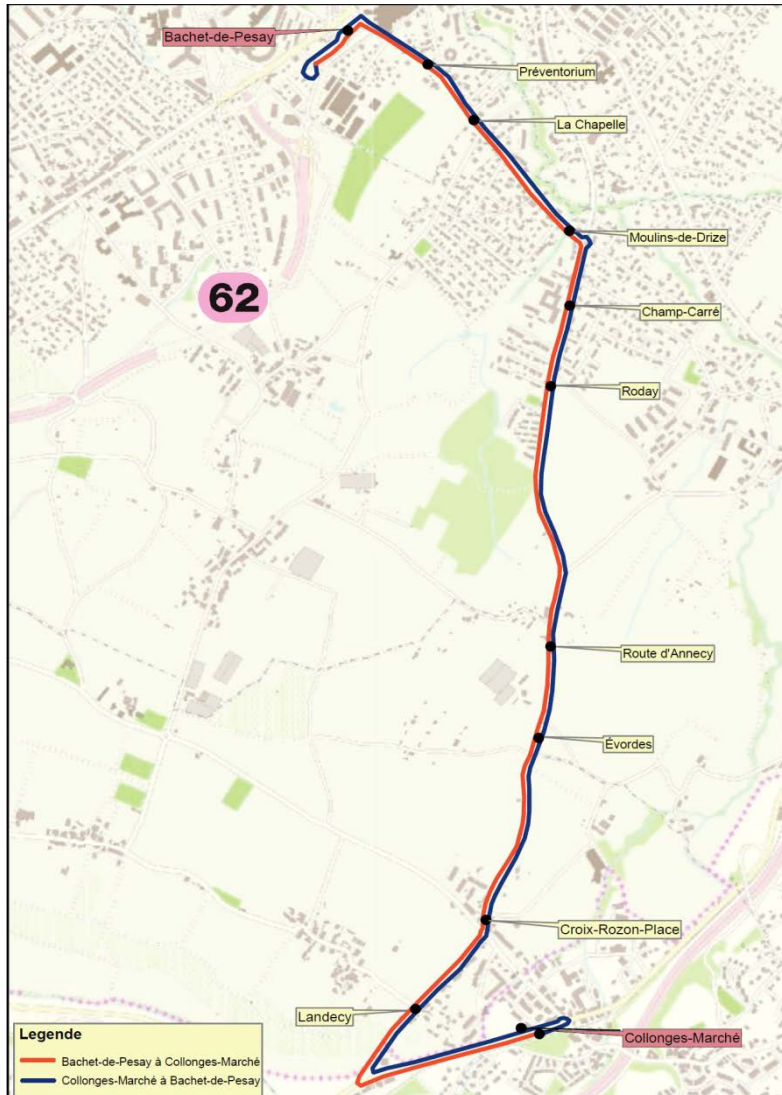 Bachet-de-Pesay
Préventorium
La Chapelle
Moulins-de-Drize
62
Champ-Carré
Roday
Route d'Annecy
Évordes
Croix-Rozon-Place
Landecy
Collonges-Marché
Legende
Bachet-de-Pesay à Collonges-Marché
Collonges-Marché à Bachet-de-Pesay